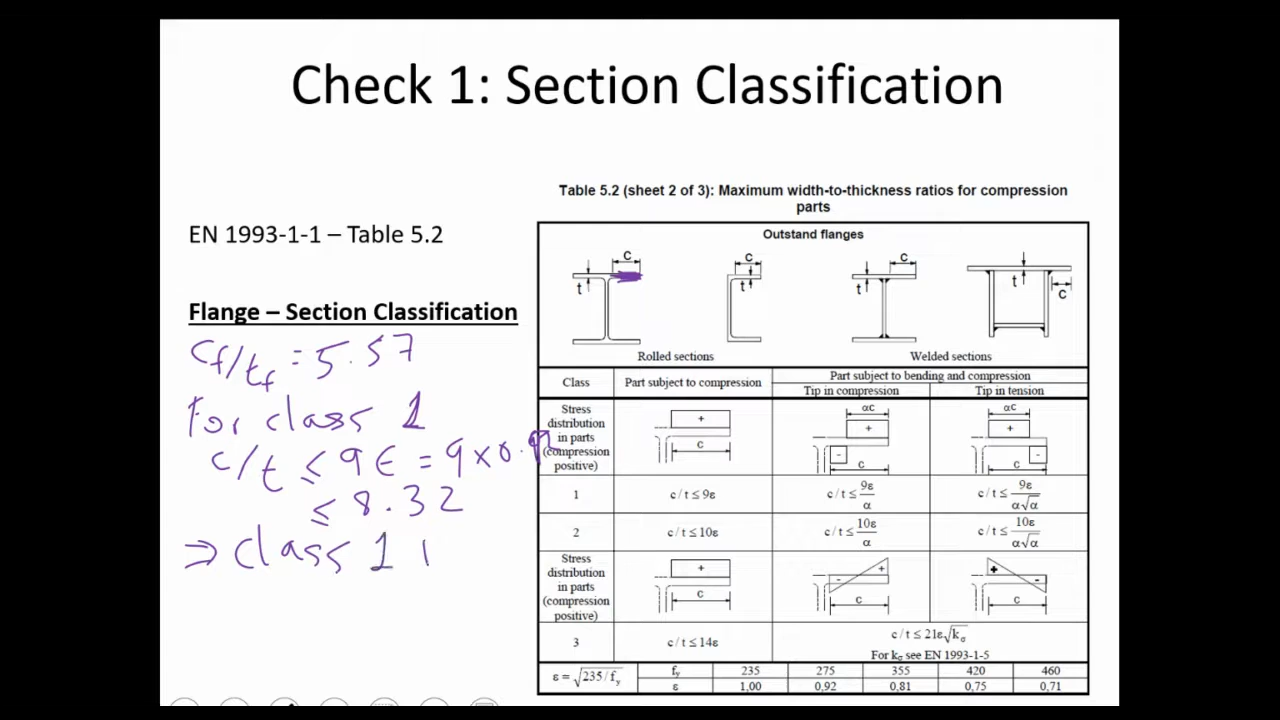 Check 1: Section Classification
EN 1993-1-1 – Table 5.2
Flange – Section Classification
cf/tf = 5.57
For class 1
c/t ≤ 9 ε = 9 × 0.92
≤ 8.32
⇒ class 1
Table 5.2 (sheet 2 of 3): Maximum width-to-thickness ratios for compression
parts
Outstand flanges
c c c
t t t t c
Rolled sections Welded sections
Class Part subject to compression Part subject to bending and compression
Tip in compression Tip in tension
Stress
distribution
in parts
(compression
positive)
+ c
αc + - c
αc + - c
1 c / t ≤ 9ε c / t ≤ 9ε/α c / t ≤ 9ε/(α√α)
2 c / t ≤ 10ε c / t ≤ 10ε/α c / t ≤ 10ε/(α√α)
Stress
distribution
in parts
(compression
positive)
+ c
+ - c
+ - c
3 c / t ≤ 14ε c / t ≤ 21ε√kσ
For kσ see EN 1993-1-5
ε = √235/fy fy 235 275 355 420 460
ε 1,00 0,92 0,81 0,75 0,71